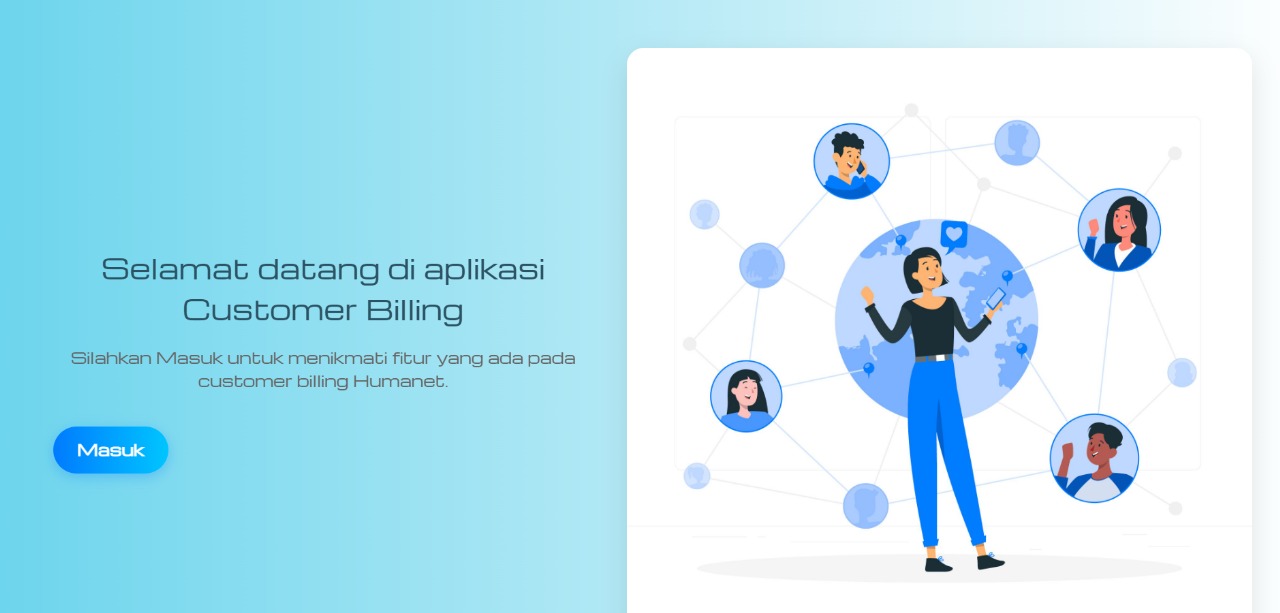 Selamat datang di aplikasi
Customer Billing
Silahkan Masuk untuk menikmati fitur yang ada pada
customer billing Humanet.
Masuk